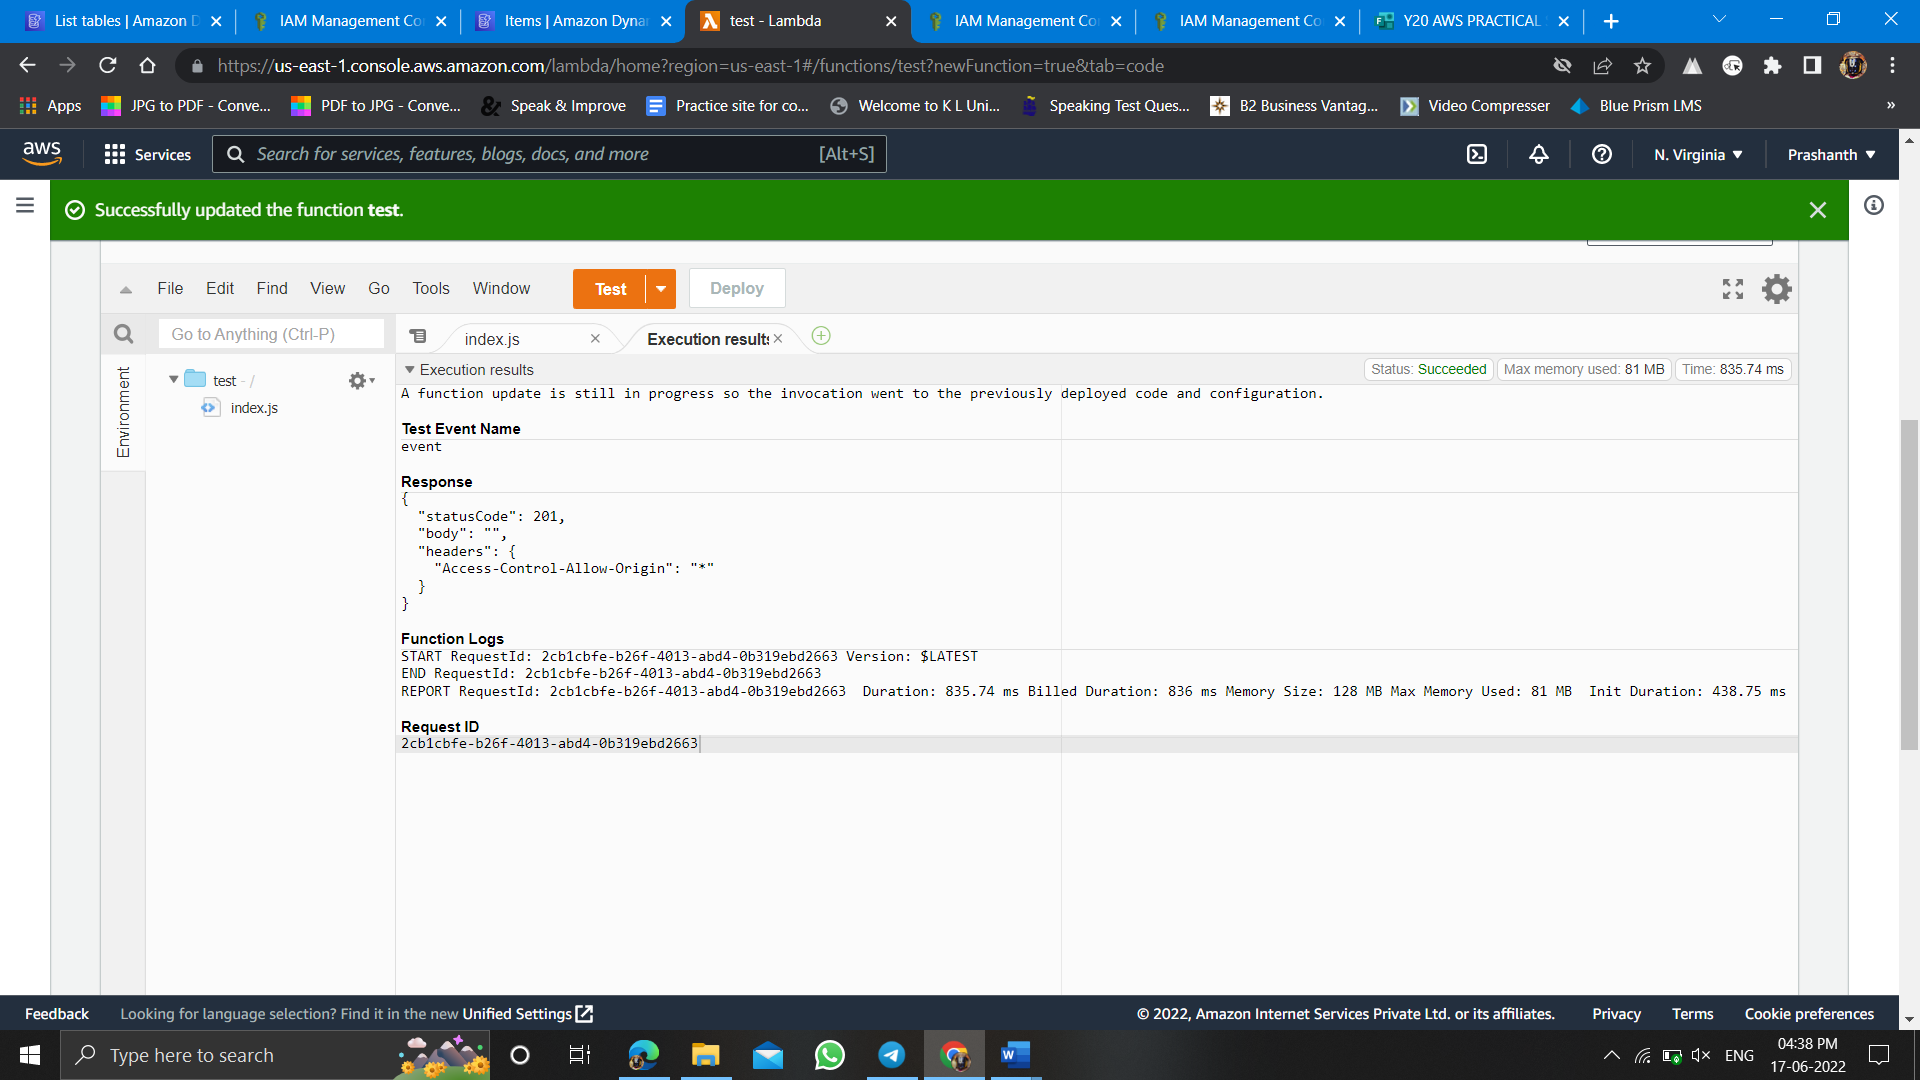 List tables | Amazon D
IAM Management Co
Items | Amazon Dyna
test - Lambda
IAM Management Co
IAM Management Co
Y20 AWS PRACTICAL
https://us-east-1.console.aws.amazon.com/lambda/home?region=us-east-1#/functions/test?newFunction=true&tab=code
Apps
JPG to PDF - Conve...
PDF to JPG - Conve...
Speak & Improve
Practice site for co...
Welcome to K L Uni...
Speaking Test Ques...
B2 Business Vantag...
Video Compresser
Blue Prism LMS
»
aws
Services
Search for services, features, blogs, docs, and more
[Alt+S]
N. Virginia
Prashanth
Successfully updated the function test.
File Edit Find View Go Tools Window
Test
Deploy
Go to Anything (Ctrl-P)
index.js
Execution results
Environment
test - /
index.js
Execution results
Status: Succeeded
Max memory used: 81 MB
Time: 835.74 ms
A function update is still in progress so the invocation went to the previously deployed code and configuration.
Test Event Name
event
Response
{
"statusCode": 201,
"body": "",
"headers": {
"Access-Control-Allow-Origin": "*"
}
}
Function Logs
START RequestId: 2cb1cbfe-b26f-4013-abd4-0b319ebd2663 Version: $LATEST
END RequestId: 2cb1cbfe-b26f-4013-abd4-0b319ebd2663
REPORT RequestId: 2cb1cbfe-b26f-4013-abd4-0b319ebd2663 Duration: 835.74 ms Billed Duration: 836 ms Memory Size: 128 MB Max Memory Used: 81 MB Init Duration: 438.75 ms
Request ID
2cb1cbfe-b26f-4013-abd4-0b319ebd2663
Feedback
Looking for language selection? Find it in the new Unified Settings
© 2022, Amazon Internet Services Private Ltd. or its affiliates.
Privacy
Terms
Cookie preferences
Type here to search
ENG
04:38 PM
17-06-2022